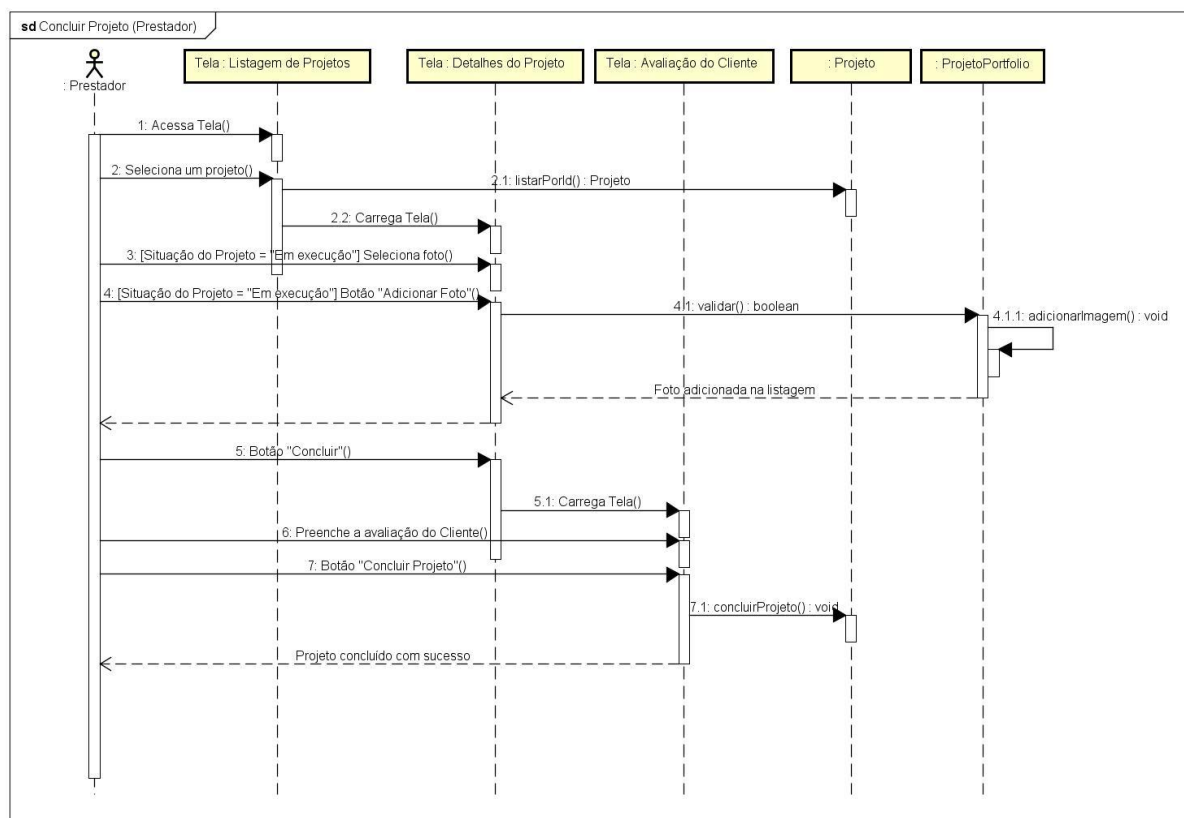 sd Concluir Projeto (Prestador)
: Prestador
Tela : Listagem de Projetos
Tela : Detalhes do Projeto
Tela : Avaliação do Cliente
: Projeto
: ProjetoPortfolio
1: Acessa Tela()
2: Seleciona um projeto()
2.1: listarPorId() : Projeto
2.2: Carrega Tela()
3: [Situação do Projeto = "Em execução"] Seleciona foto()
4: [Situação do Projeto = "Em execução"] Botão "Adicionar Foto"()
4.1: validar() : boolean
4.1.1: adicionarImagem() : void
Foto adicionada na listagem
5: Botão "Concluir"()
5.1: Carrega Tela()
6: Preenche a avaliação do Cliente()
7: Botão "Concluir Projeto"()
7.1: concluirProjeto() : void
Projeto concluído com sucesso